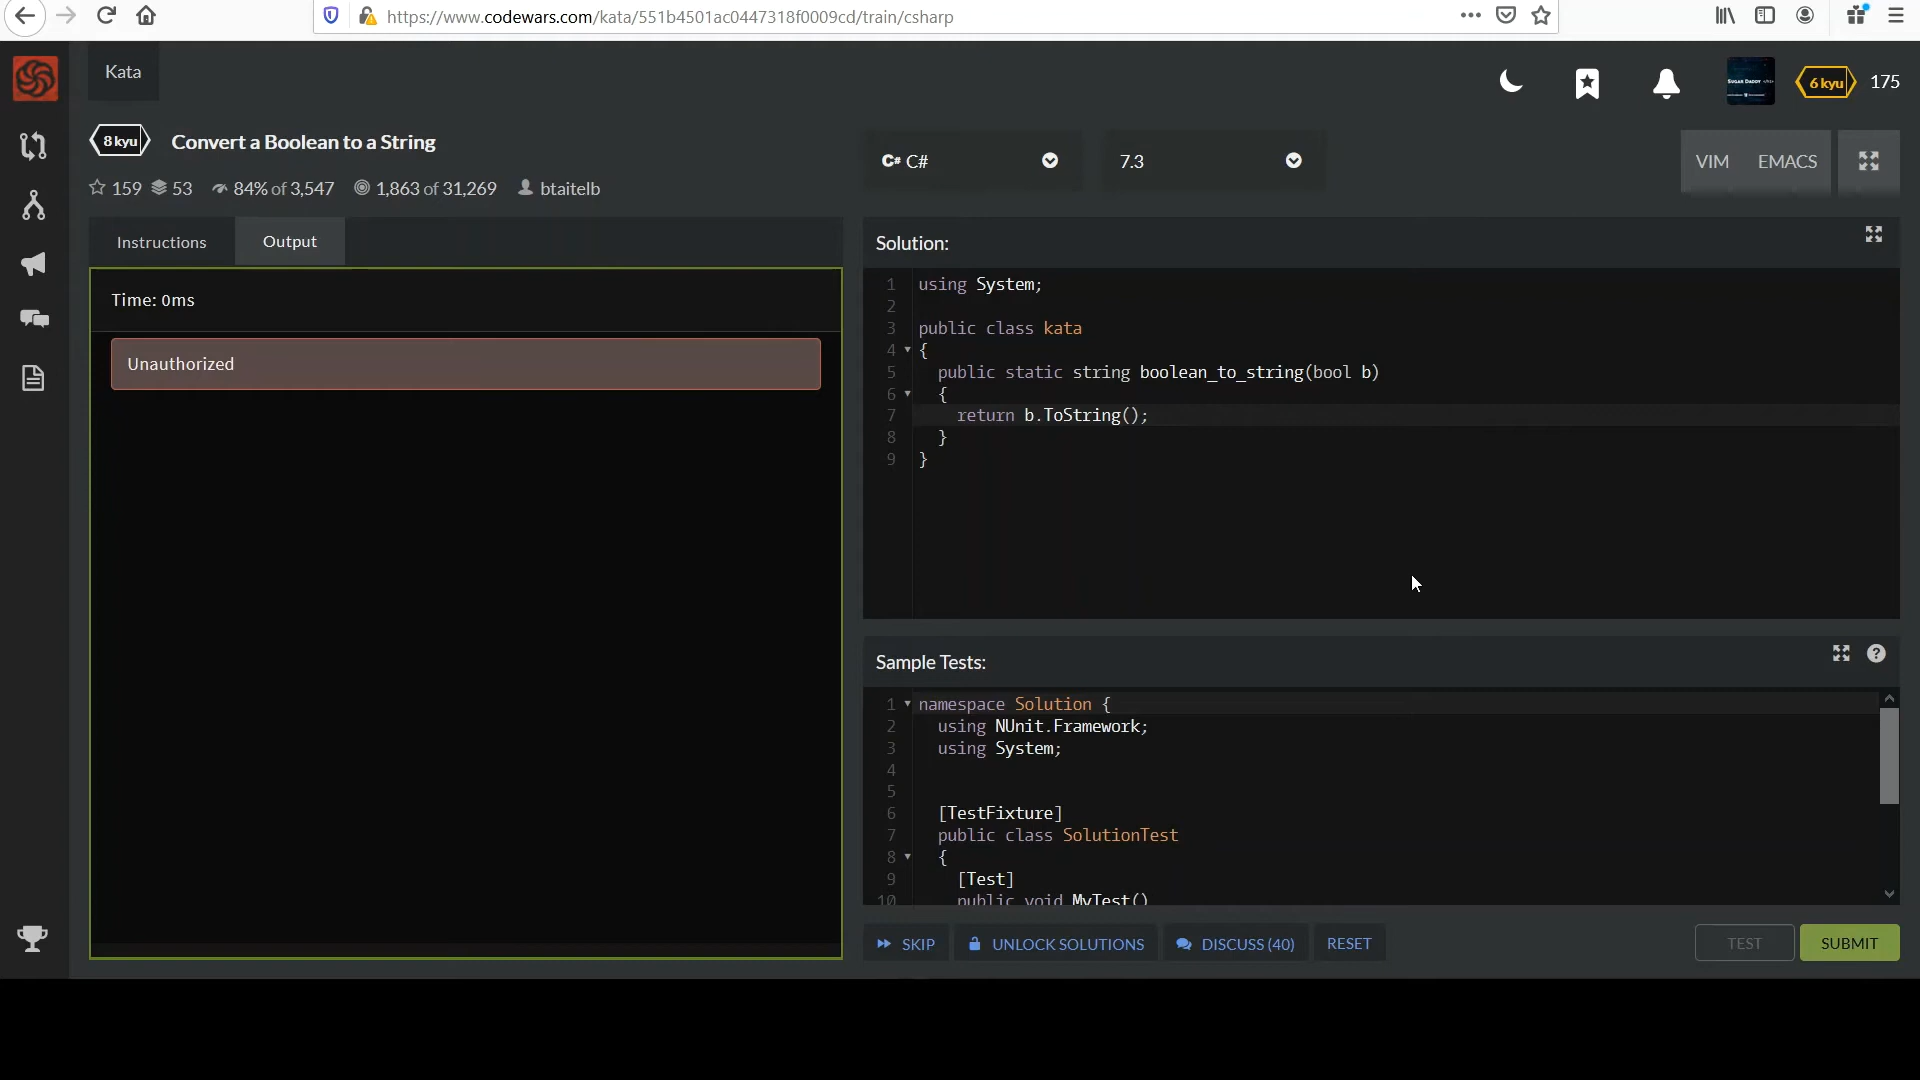 https://www.codewars.com/kata/551b4501ac0447318f0009cd/train/csharp
Kata
6 kyu 175
8 kyu Convert a Boolean to a String
159 53 84% of 3,547 1,863 of 31,269 btaitelb
C# C#
7.3
VIM EMACS
Instructions Output
Time: 0ms
Unauthorized
Solution:
1 using System;
2
3 public class kata
4 {
5 public static string boolean_to_string(bool b)
6 {
7 return b.ToString();
8 }
9 }
Sample Tests:
1 namespace Solution {
2 using NUnit.Framework;
3 using System;
4
5
6 [TestFixture]
7 public class SolutionTest
8 {
9 [Test]
10 public void MyTest()
SKIP UNLOCK SOLUTIONS DISCUSS (40) RESET TEST SUBMIT